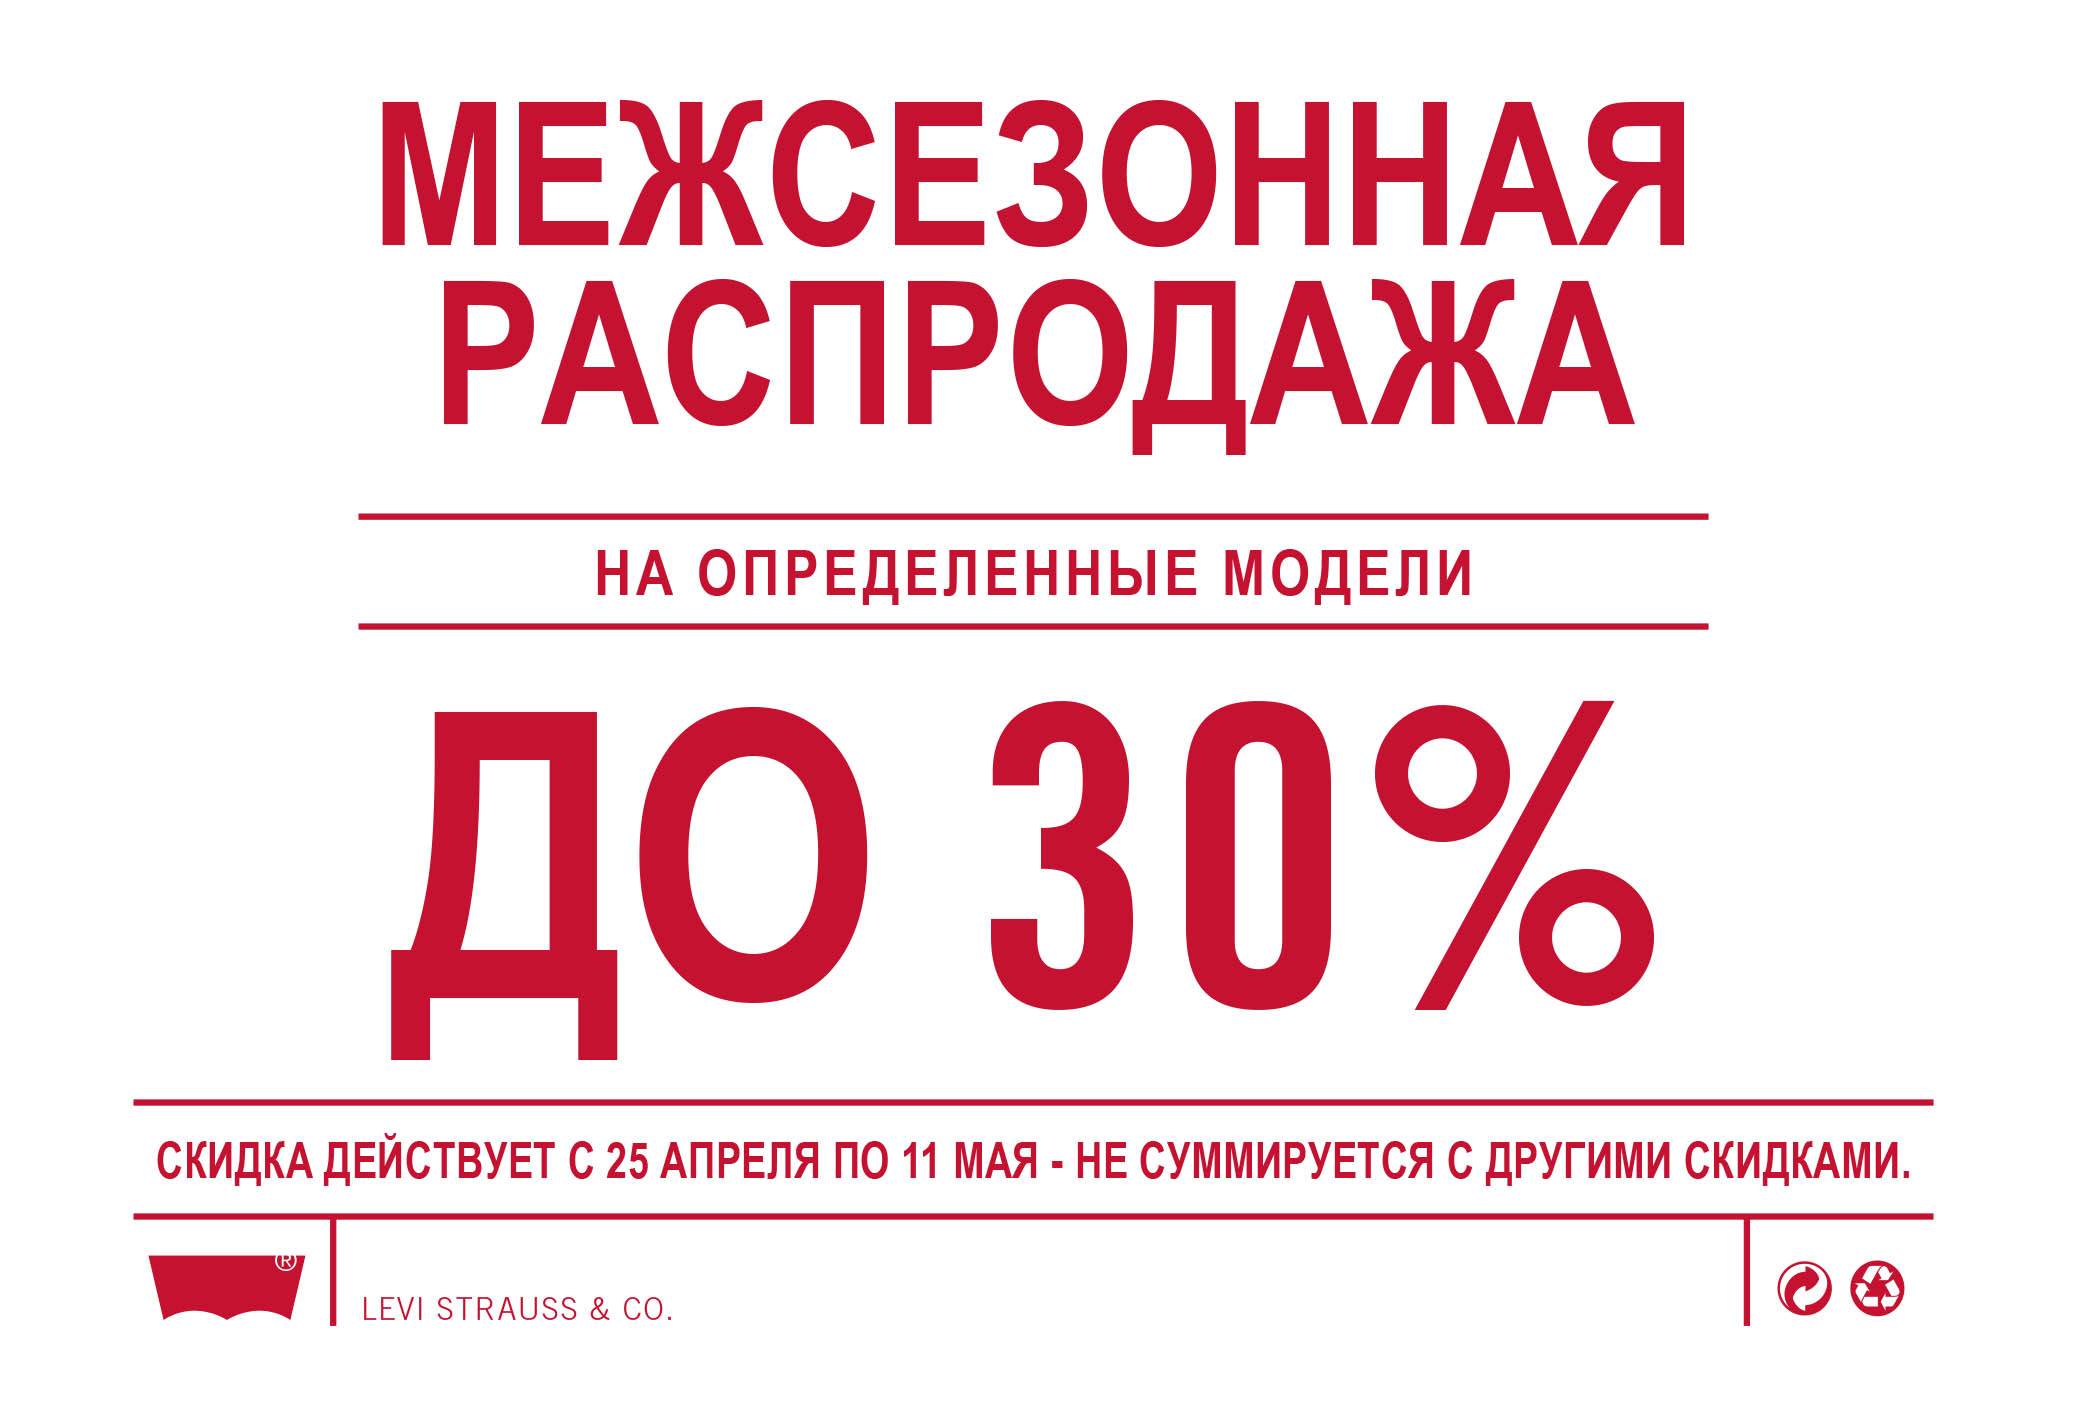 МЕЖСЕЗОННАЯ
РАСПРОДАЖА
НА ОПРЕДЕЛЕННЫЕ МОДЕЛИ
ДО 30%
СКИДКА ДЕЙСТВУЕТ С 25 АПРЕЛЯ ПО 11 МАЯ - НЕ СУММИРУЕТСЯ С ДРУГИМИ СКИДКАМИ.
®
LEVI STRAUSS & CO.